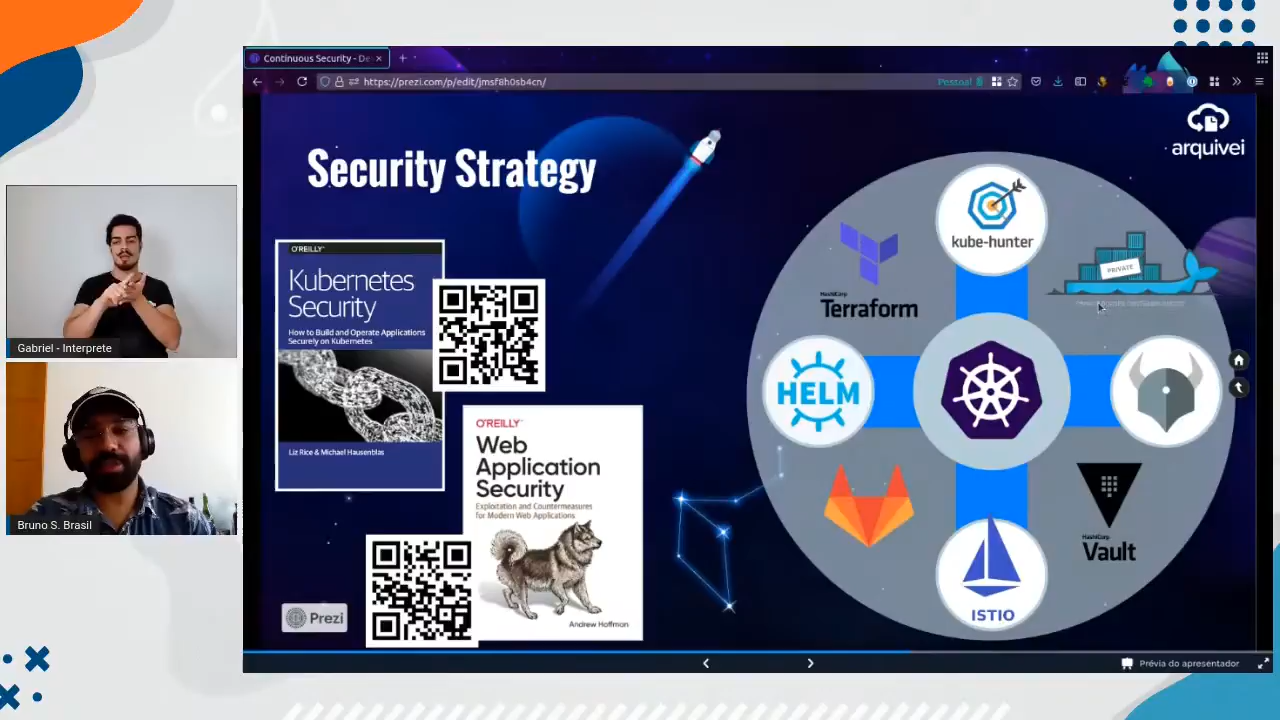 Continuous Security - De
https://prezi.com/p/edit/jmsf8h0sb4cn/
Pessoal
arquivei
Security Strategy
O'REILLY
Kubernetes
Security
How to Build and Operate Applications
Securely on Kubernetes
Liz Rice & Michael Hausenblas
O'REILLY
Web
Application
Security
Exploitation and Countermeasures
for Modern Web Applications
Andrew Hoffman
Prezi
kube-hunter
HashiCorp
Terraform
PRIVATE
HELM
HashiCorp
Vault
ISTIO
Gabriel - Interprete
Bruno S. Brasil
Prévia do apresentador